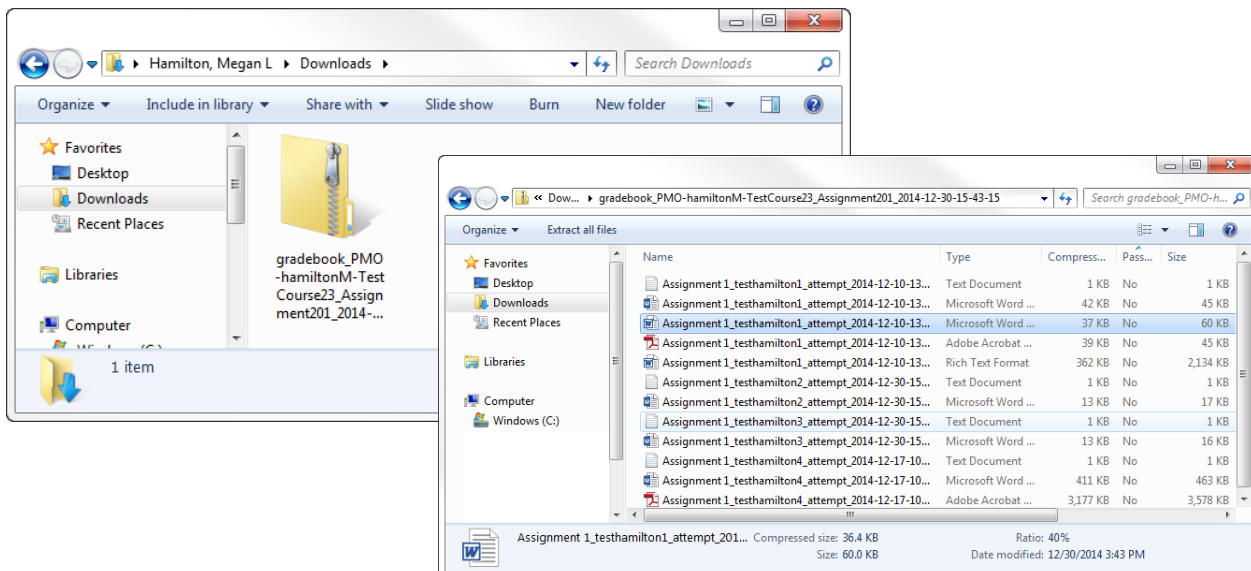 Hamilton, Megan L Downloads
Search Downloads
Organize Include in library Share with Slide show Burn New folder
Favorites
Desktop
Downloads
Recent Places
Libraries
Computer
gradebook_PMO
-hamiltonM-Test
Course23_Assign
ment201_2014-...
1 item
« Dow... gradebook_PMO-hamiltonM-TestCourse23_Assignment201_2014-12-30-15-43-15
Search gradebook_PMO-h...
Organize Extract all files
Favorites
Desktop
Downloads
Recent Places
Libraries
Computer
Windows (C:)
Name Type Compress... Pass... Size
Assignment 1_testhamilton1_attempt_2014-12-10-13... Text Document 1 KB No 1 KB
Assignment 1_testhamilton1_attempt_2014-12-10-13... Microsoft Word ... 42 KB No 45 KB
Assignment 1_testhamilton1_attempt_2014-12-10-13... Microsoft Word ... 37 KB No 60 KB
Assignment 1_testhamilton1_attempt_2014-12-10-13... Adobe Acrobat ... 39 KB No 45 KB
Assignment 1_testhamilton1_attempt_2014-12-10-13... Rich Text Format 362 KB No 2,134 KB
Assignment 1_testhamilton2_attempt_2014-12-30-15... Text Document 1 KB No 1 KB
Assignment 1_testhamilton2_attempt_2014-12-30-15... Microsoft Word ... 13 KB No 17 KB
Assignment 1_testhamilton3_attempt_2014-12-30-15... Text Document 1 KB No 1 KB
Assignment 1_testhamilton3_attempt_2014-12-30-15... Microsoft Word ... 13 KB No 16 KB
Assignment 1_testhamilton4_attempt_2014-12-17-10... Text Document 1 KB No 1 KB
Assignment 1_testhamilton4_attempt_2014-12-17-10... Microsoft Word ... 411 KB No 463 KB
Assignment 1_testhamilton4_attempt_2014-12-17-10... Adobe Acrobat ... 3,177 KB No 3,578 KB
Assignment 1_testhamilton1_attempt_201... Compressed size: 36.4 KB Ratio: 40%
Size: 60.0 KB Date modified: 12/30/2014 3:43 PM